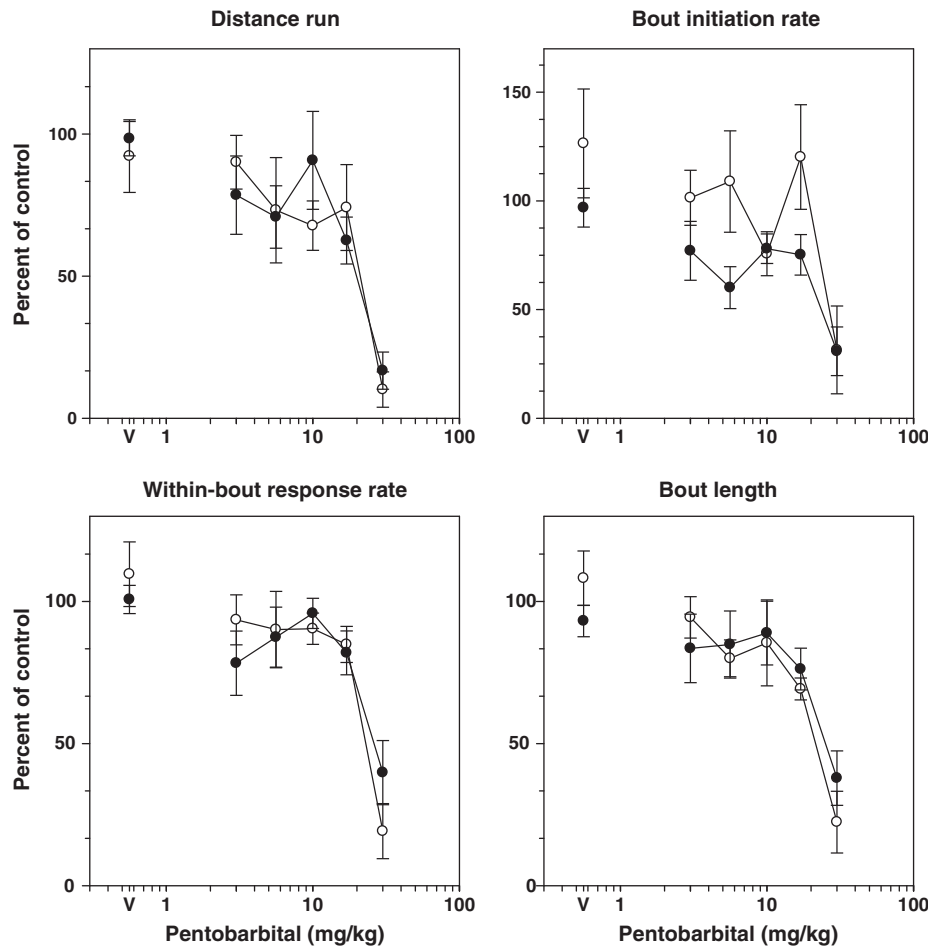 Distance run
Bout initiation rate
Percent of control
100
50
0
V 1 10 100
150
100
50
0
V 1 10 100
Within-bout response rate
Bout length
Percent of control
100
50
0
V 1 10 100
Pentobarbital (mg/kg)
100
50
0
V 1 10 100
Pentobarbital (mg/kg)